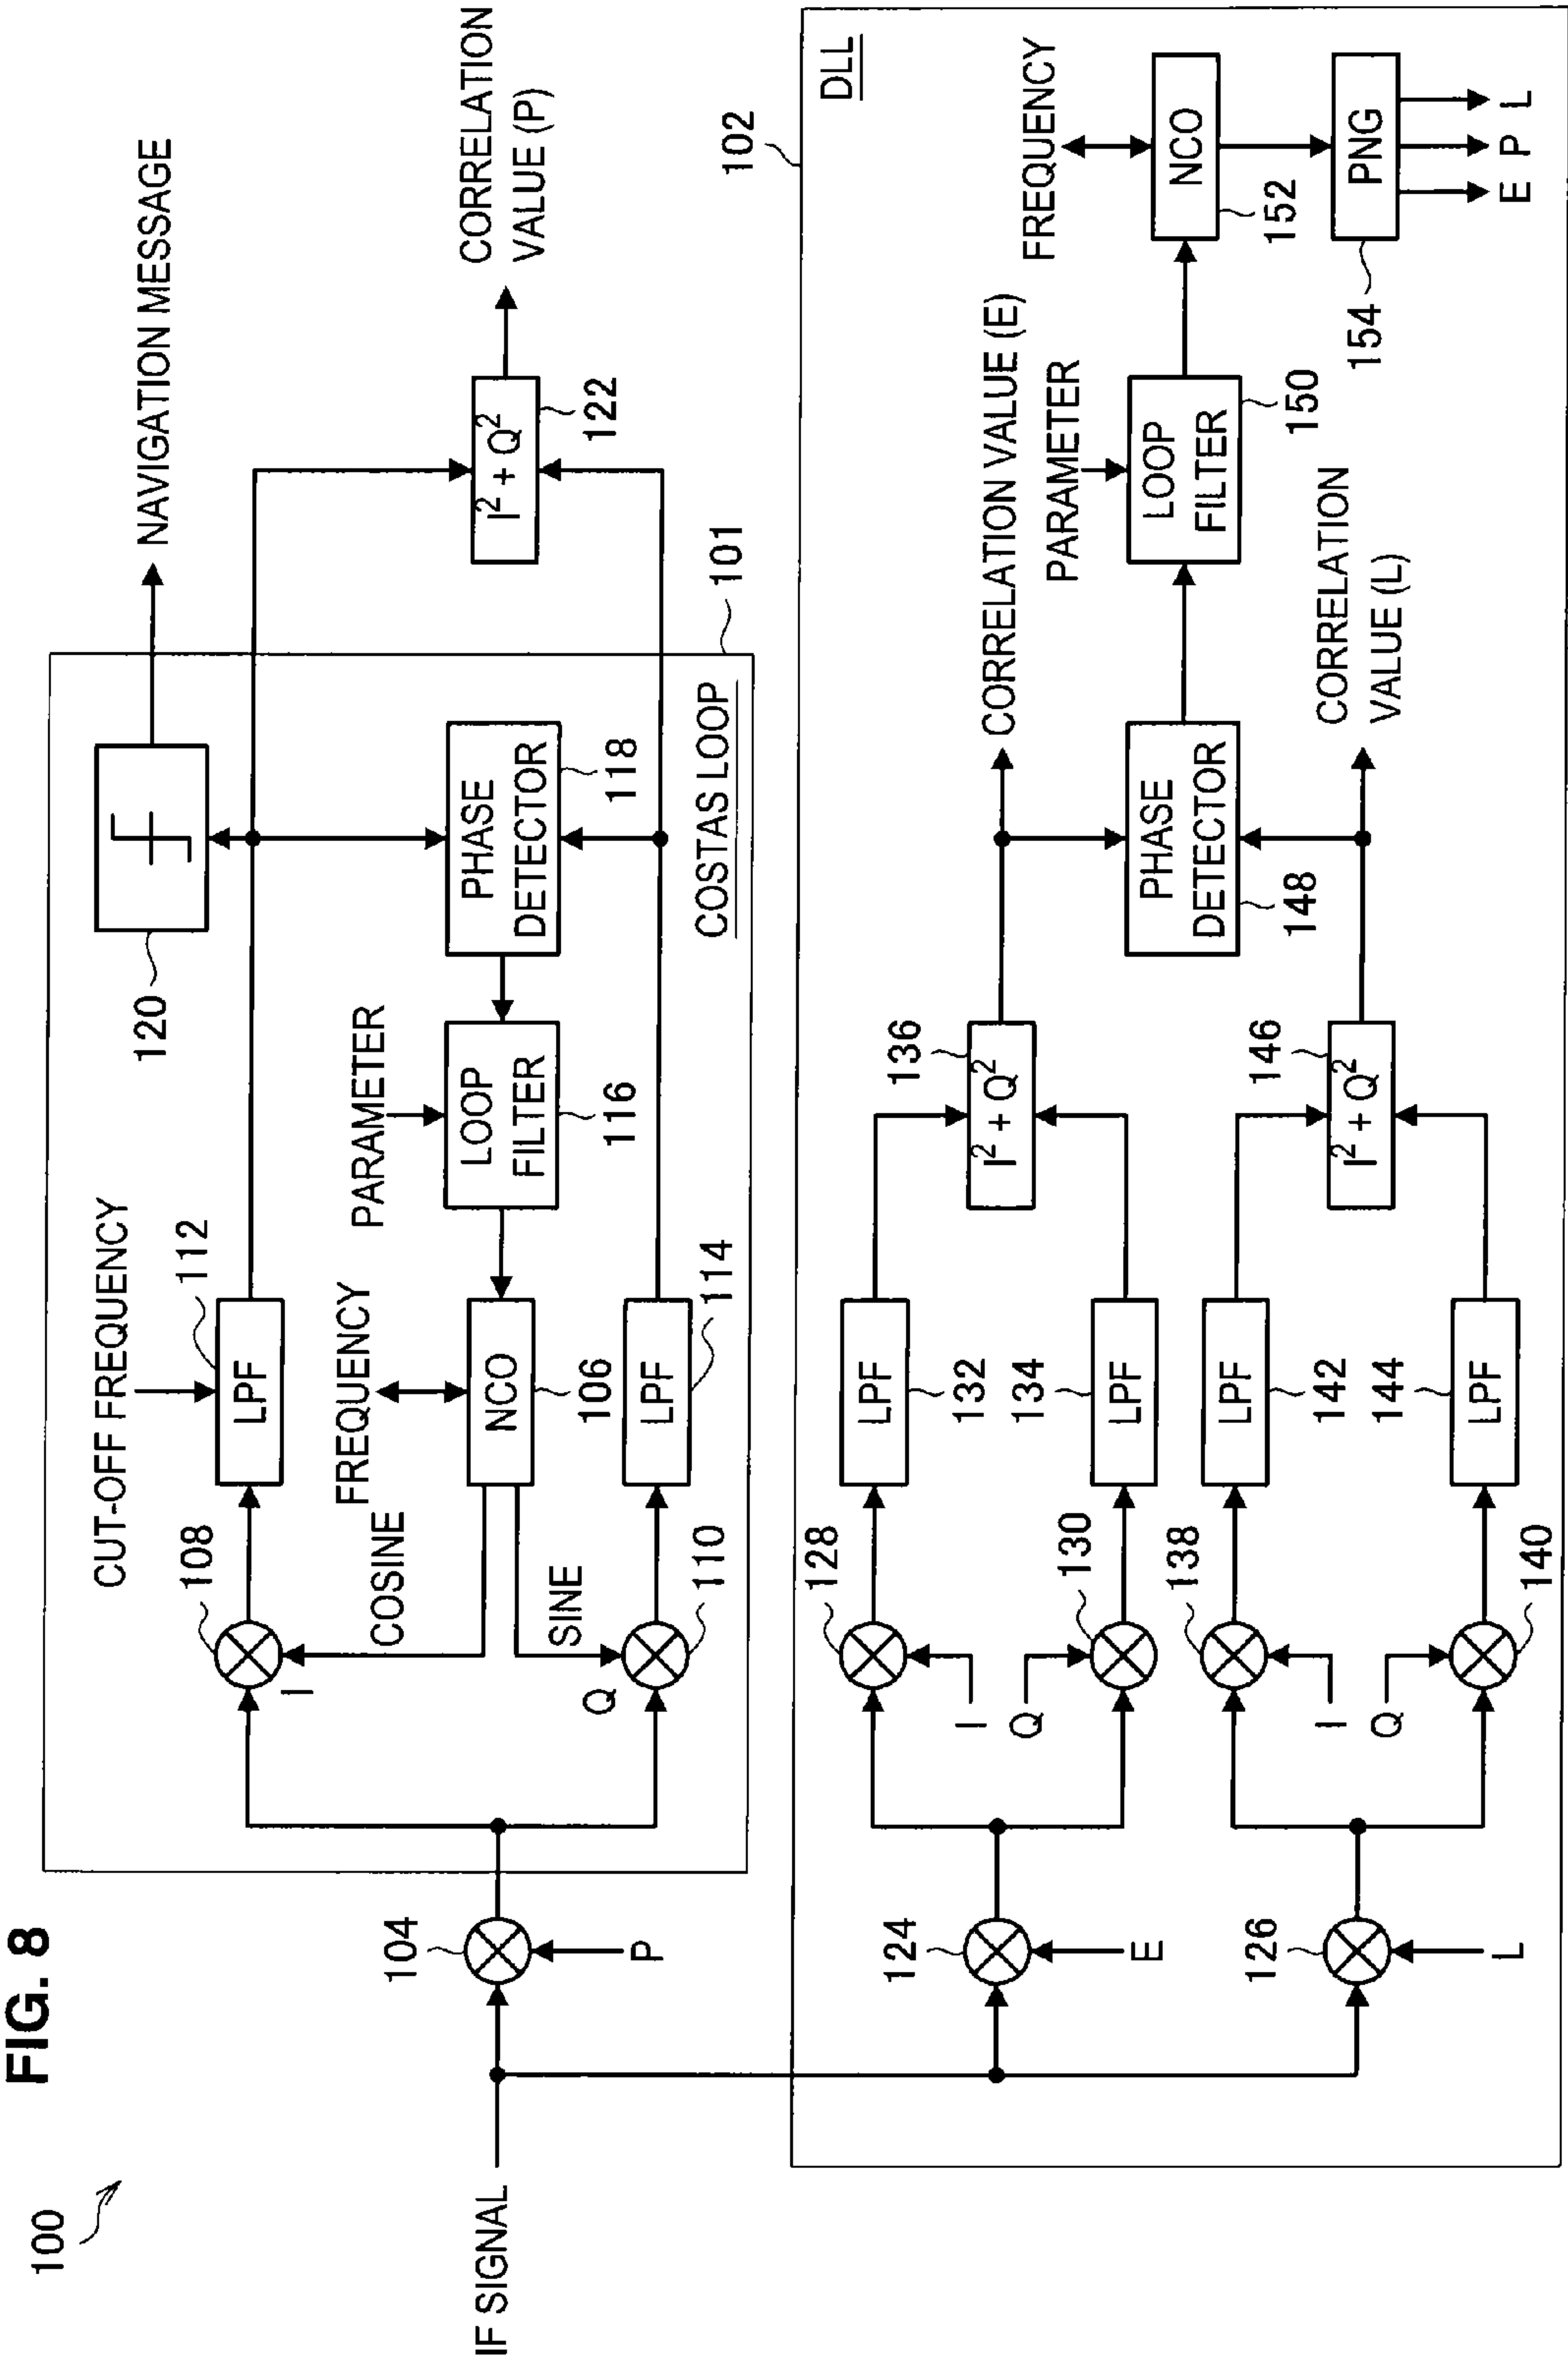 FIG. 8
100
IF SIGNAL
104
P
101
COSTAS LOOP
CUT-OFF FREQUENCY
108
I
COSINE
SINE
Q
110
112
LPF
FREQUENCY
NCO
106
LPF
114
PARAMETER
LOOP
FILTER
116
PHASE
DETECTOR
118
120
NAVIGATION MESSAGE
I² + Q²
122
CORRELATION
VALUE (P)
102
DLL
124
E
126
L
128
I
Q
130
138
I
Q
140
LPF
132
134
LPF
LPF
142
144
LPF
136
I² + Q²
146
I² + Q²
CORRELATION VALUE (E)
PHASE
DETECTOR
148
CORRELATION
VALUE (L)
PARAMETER
LOOP
FILTER
150
FREQUENCY
NCO
152
PNG
154
E P L